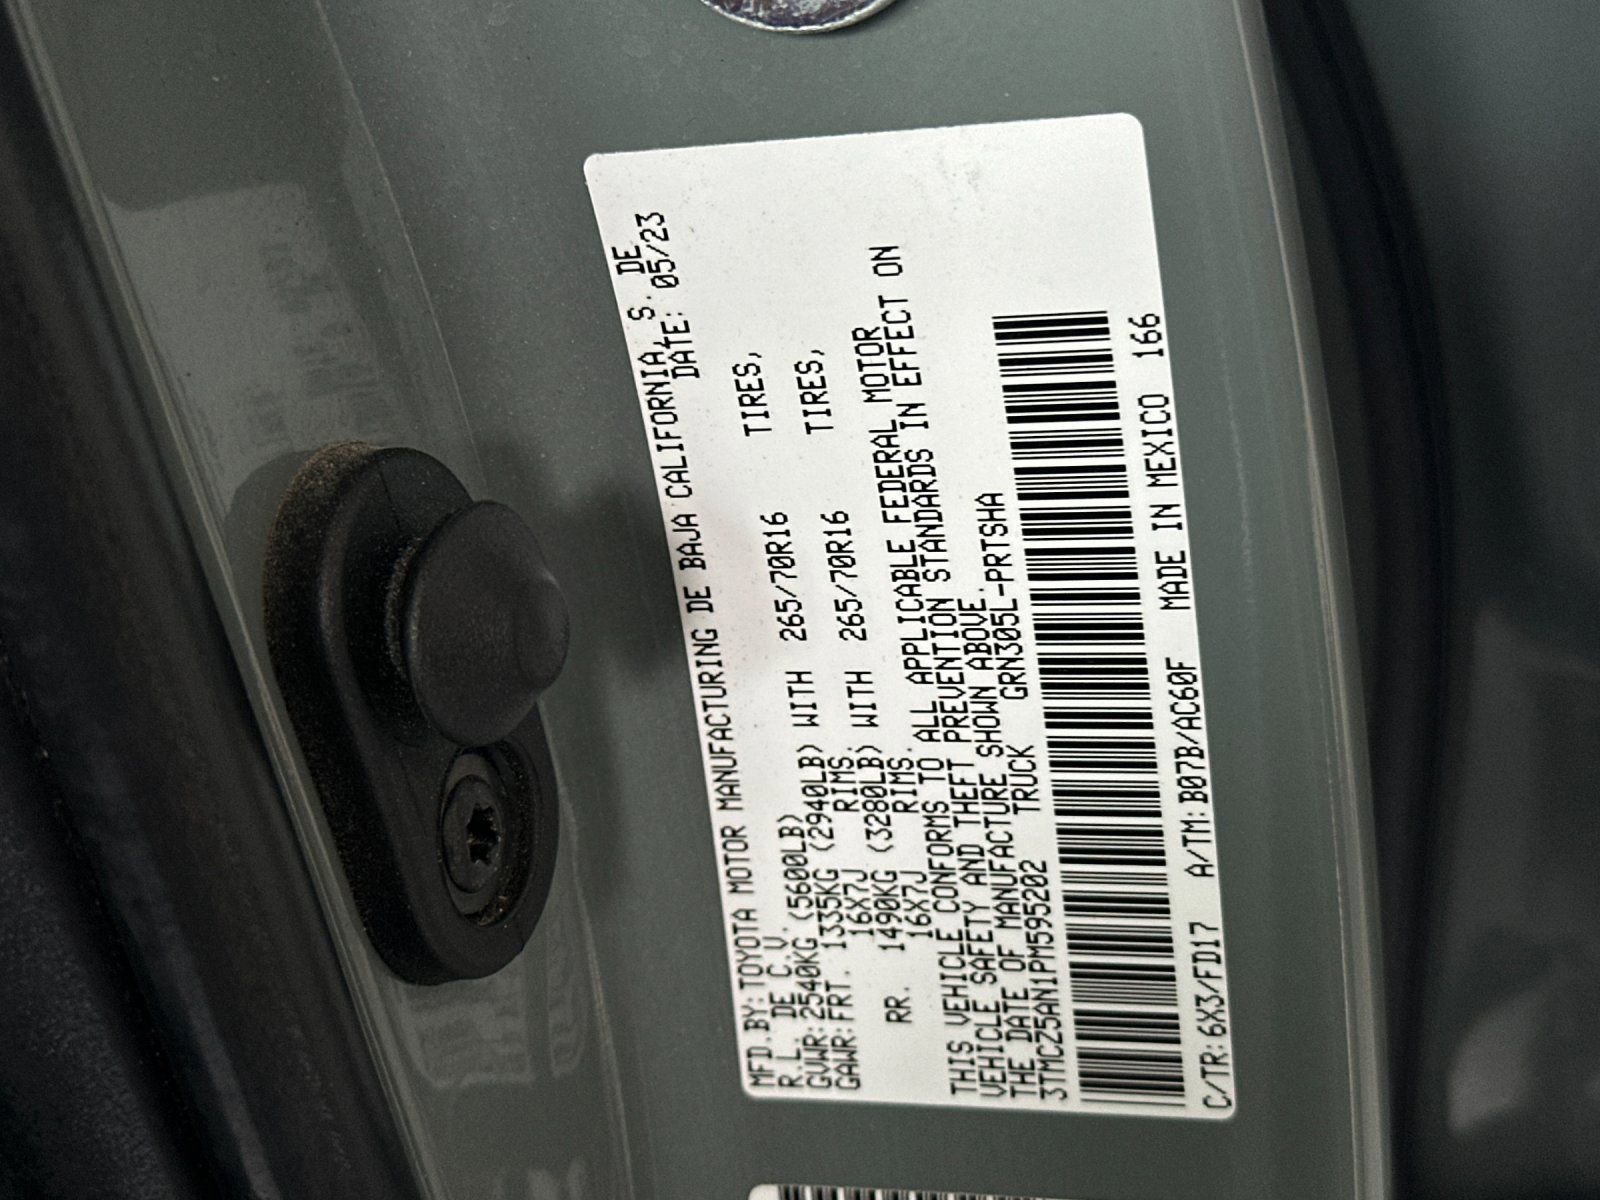 MFD.BY:TOYOTA MOTOR MANUFACTURING DE BAJA CALIFORNIA, S. DE
R.L. DE C.V. DATE: 05/23
GVWR:2540KG (5600LB)
GAWR:FRT. 1335KG (2940LB) WITH 265/70R16 TIRES,
16X7J RIMS.
RR. 1490KG (3280LB) WITH 265/70R16 TIRES,
16X7J RIMS.
THIS VEHICLE CONFORMS TO ALL APPLICABLE FEDERAL MOTOR
VEHICLE SAFETY AND THEFT PREVENTION STANDARDS IN EFFECT ON
THE DATE OF MANUFACTURE SHOWN ABOVE.
3TMCZ5AN1PM595202 TRUCK GRN305L-PRTSHA
C/TR:6X3/FD17 A/TM:B07B/AC60F MADE IN MEXICO 166